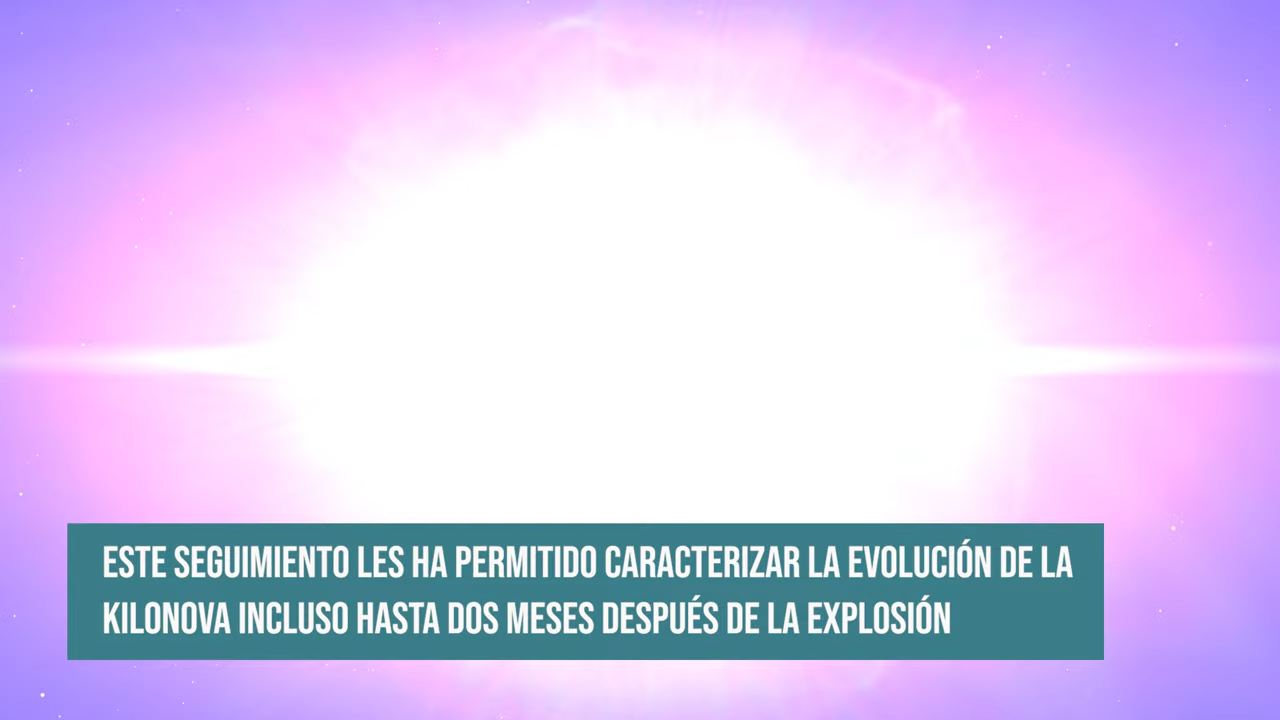 ESTE SEGUIMIENTO LES HA PERMITIDO CARACTERIZAR LA EVOLUCIÓN DE LA
KILONOVA INCLUSO HASTA DOS MESES DESPUÉS DE LA EXPLOSIÓN